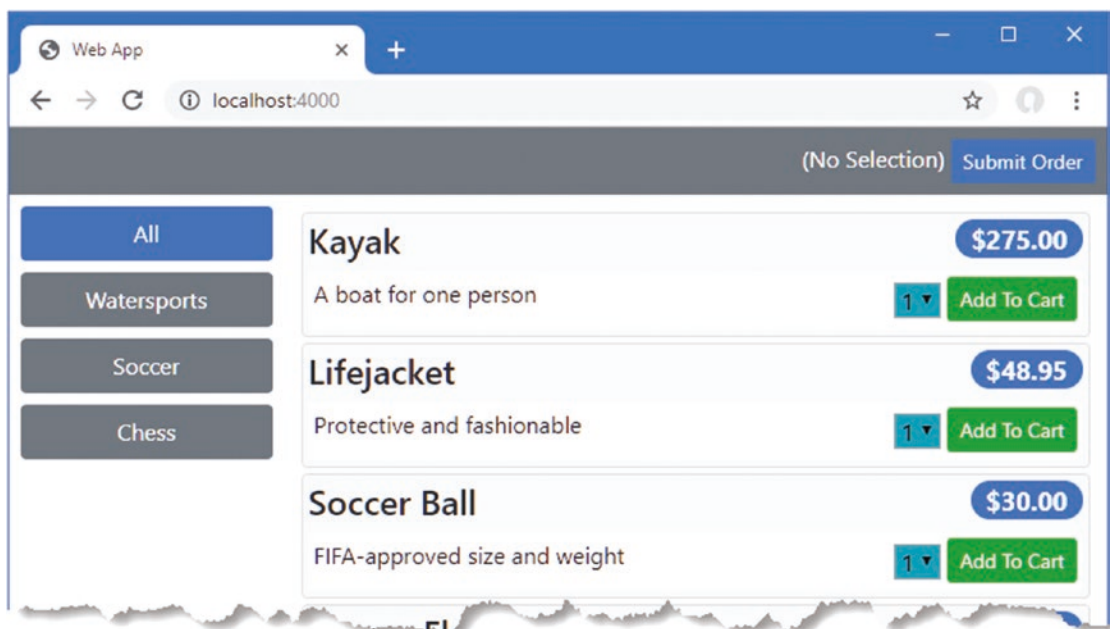 Web App
localhost:4000
(No Selection) Submit Order
All
Watersports
Soccer
Chess
Kayak $275.00
A boat for one person 1 Add To Cart
Lifejacket $48.95
Protective and fashionable 1 Add To Cart
Soccer Ball $30.00
FIFA-approved size and weight 1 Add To Cart